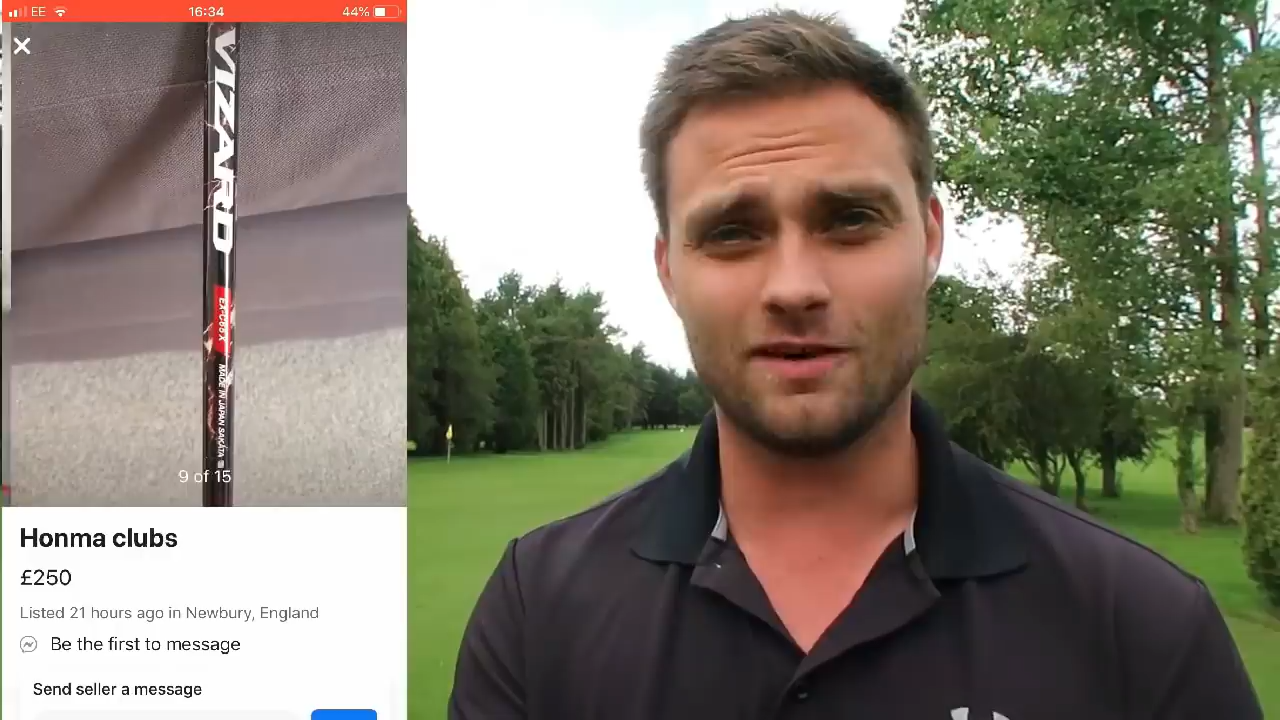 EE 16:34 44%
VIZARD
EX-C65 X
MADE IN JAPAN SAKATA
9 of 15
Honma clubs
£250
Listed 21 hours ago in Newbury, England
Be the first to message
Send seller a message